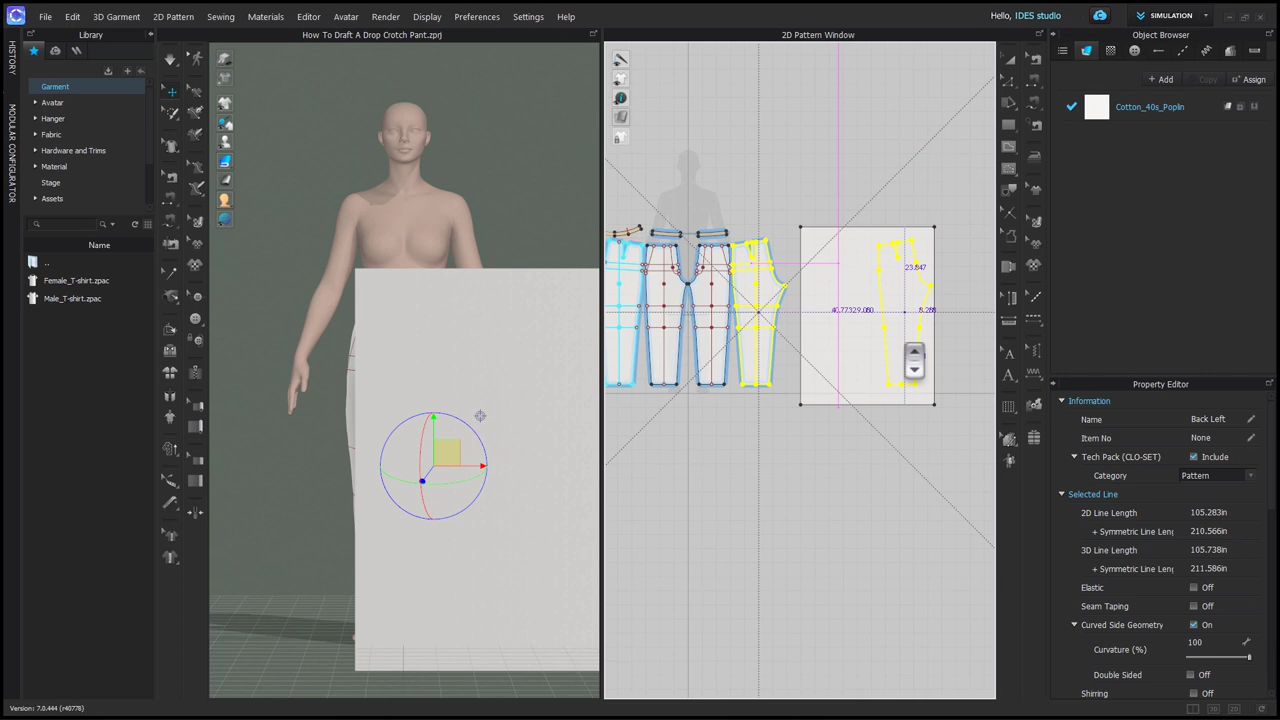 File Edit 3D Garment 2D Pattern Sewing Materials Editor Avatar Render Display Preferences Settings Help
Hello, IDES studio
SIMULATION
HISTORY
MODULAR CONFIGURATOR
Library
How To Draft A Drop Crotch Pant.zprj
2D Pattern Window
Object Browser
Garment
Avatar
Hanger
Fabric
Hardware and Trims
Material
Stage
Assets
Name
..
Female_T-shirt.zpac
Male_T-shirt.zpac
+ Add Copy Assign
Cotton_40s_Poplin
Property Editor
Information
Name Back Left
Item No None
Tech Pack (CLO-SET) Include
Category Pattern
Selected Line
2D Line Length 105.283in
+ Symmetric Line Leng 210.566in
3D Line Length 105.738in
+ Symmetric Line Leng 211.586in
Elastic Off
Seam Taping Off
Curved Side Geometry On
Curvature (%) 100
Double Sided Off
Shirring Off
Version: 7.0.444 (r40778)
3D 2D